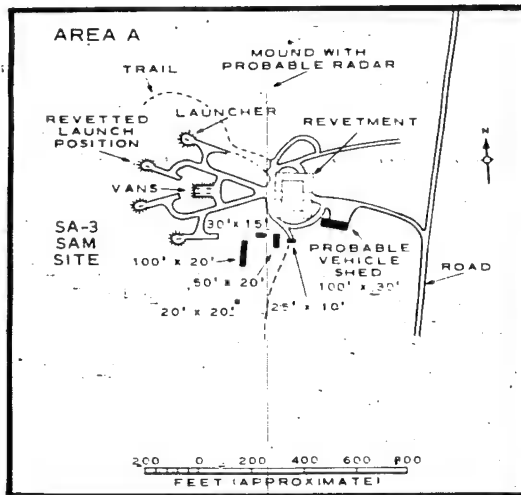 AREA A
MOUND WITH
PROBABLE RADAR
TRAIL
LAUNCHER
REVETTED
LAUNCH
POSITION
REVETMENT
N
VANS
SA-3
SAM
SITE
30' x 15'
100' x 20'
50' x 20'
20' x 20'
25' x 10'
PROBABLE
VEHICLE
SHED
100' x 30'
ROAD
200 0 200 400 600 800
FEET (APPROXIMATE)